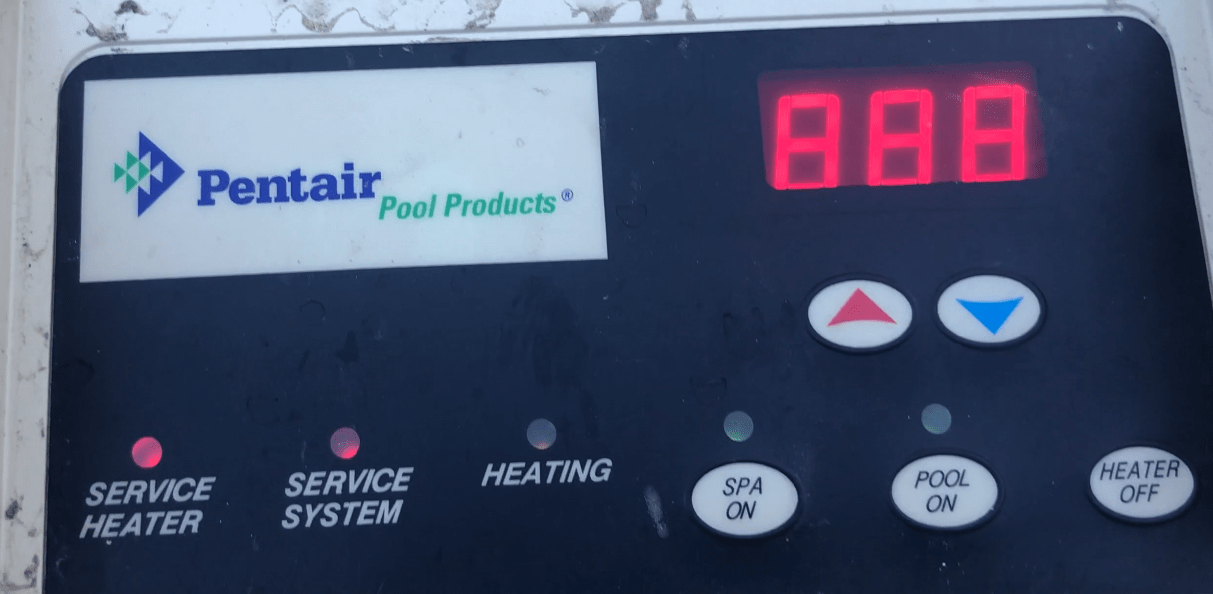 Pentair
Pool Products®
888
SERVICE
HEATER
SERVICE
SYSTEM
HEATING
SPA
ON
POOL
ON
HEATER
OFF